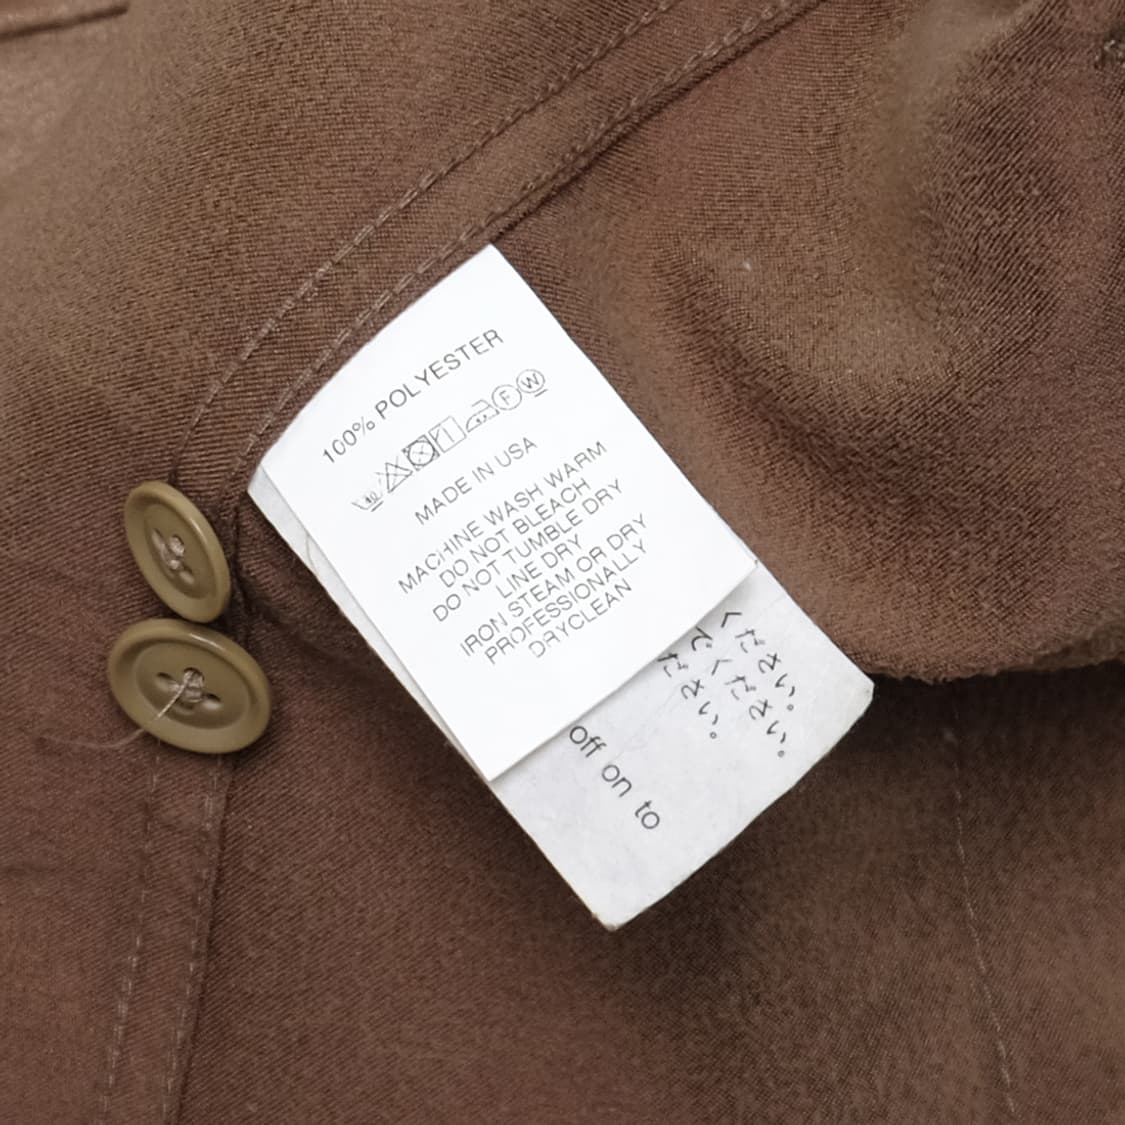 100% POLYESTER
F W
MADE IN USA
MACHINE WASH WARM
DO NOT BLEACH
DO NOT TUMBLE DRY
LINE DRY
IRON STEAM OR DRY
PROFESSIONALLY
DRYCLEAN
ください。
でください。
ださい。
off on to